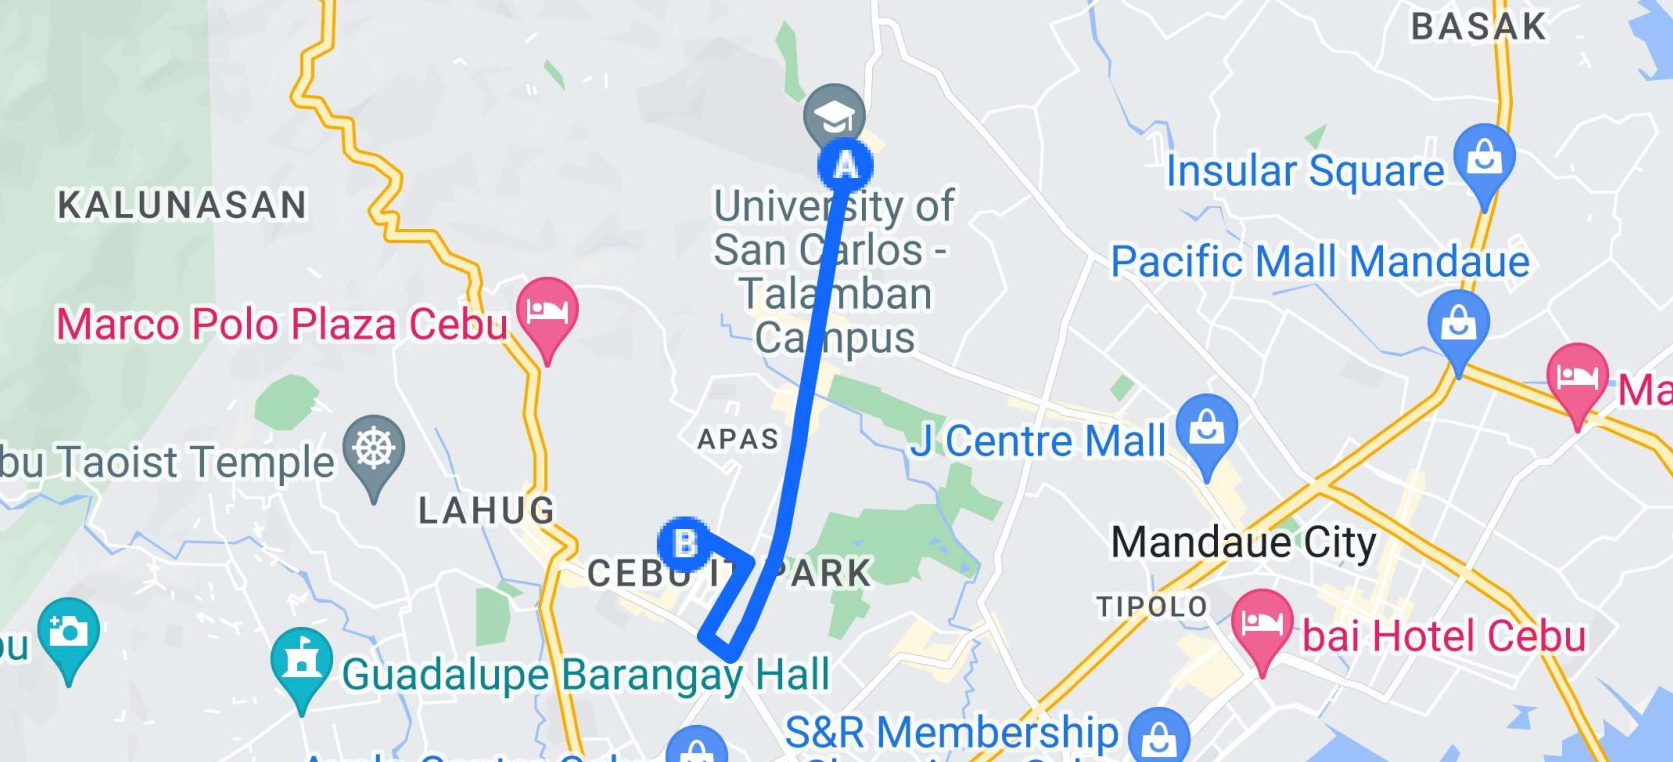 BASAK
A
Insular Square
KALUNASAN
University of
San Carlos -
Talamban
Campus
Pacific Mall Mandaue
Marco Polo Plaza Cebu
Ma
APAS
J Centre Mall
bu Taoist Temple
LAHUG
B
Mandaue City
CEBU IT PARK
TIPOLO
bai Hotel Cebu
Guadalupe Barangay Hall
S&R Membership